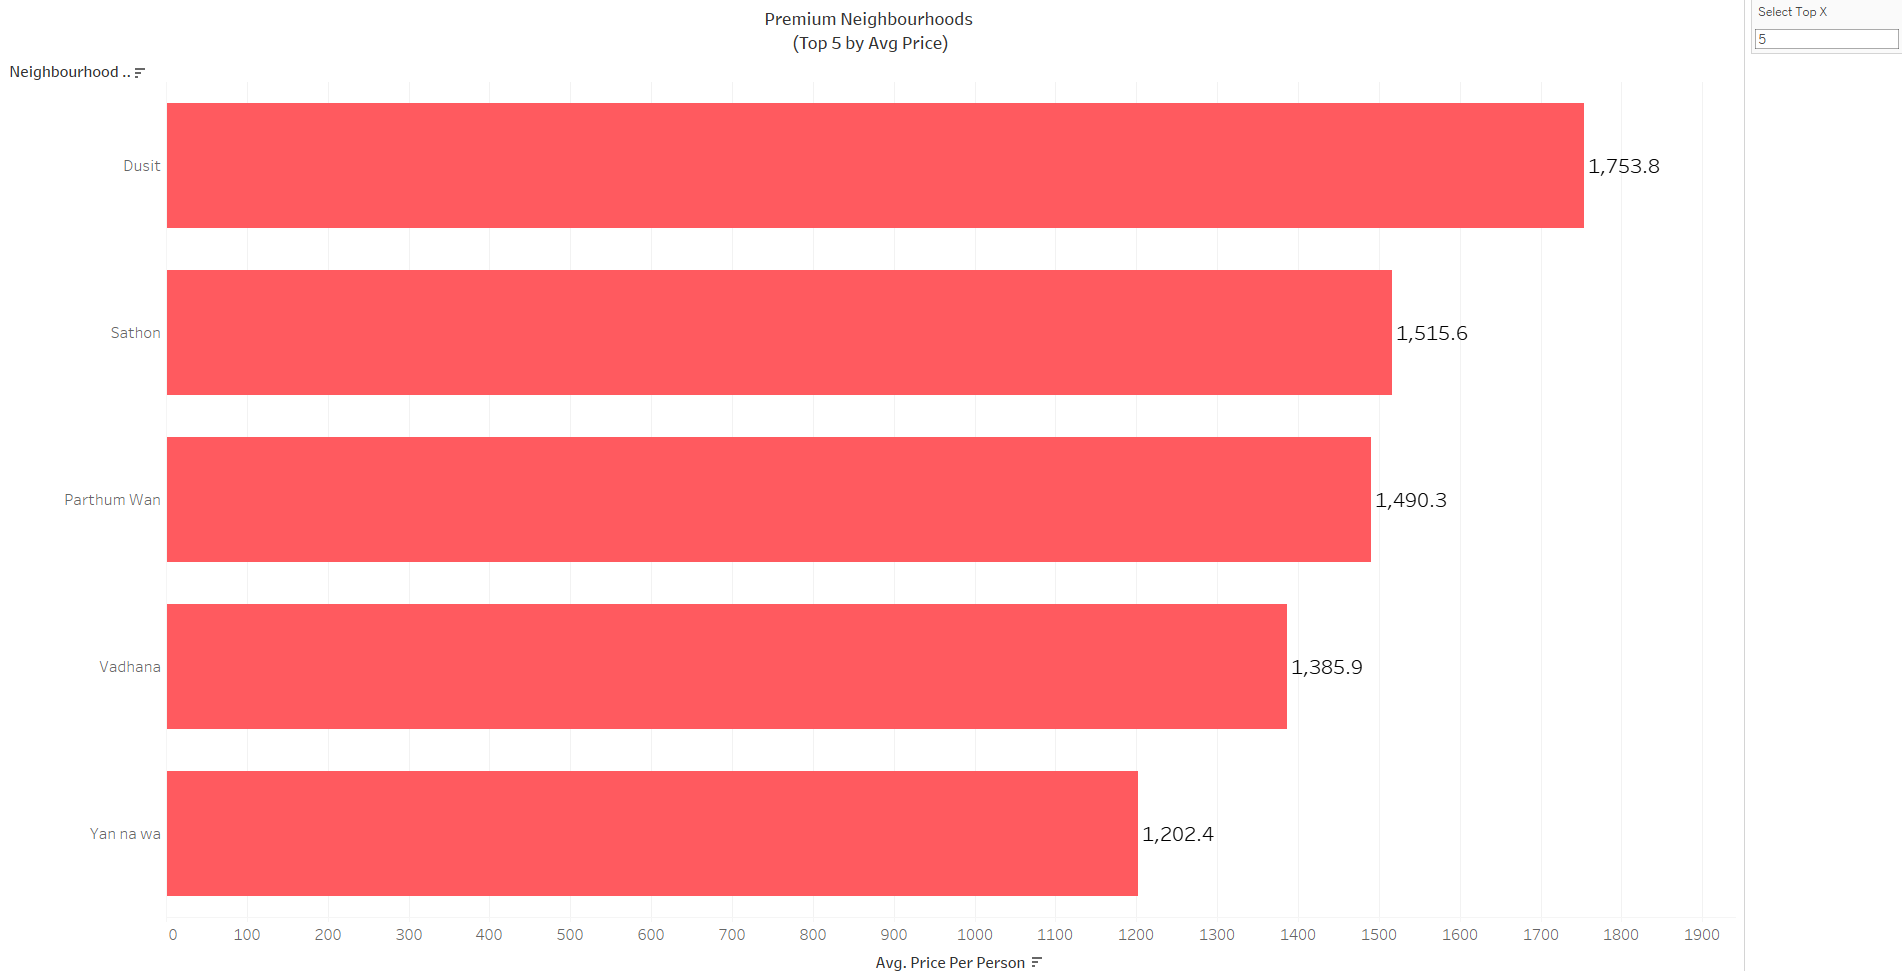 Premium Neighbourhoods
(Top 5 by Avg Price)
Select Top X
5
Neighbourhood ..
Dusit
1,753.8
Sathon
1,515.6
Parthum Wan
1,490.3
Vadhana
1,385.9
Yan na wa
1,202.4
0 100 200 300 400 500 600 700 800 900 1000 1100 1200 1300 1400 1500 1600 1700 1800 1900
Avg. Price Per Person